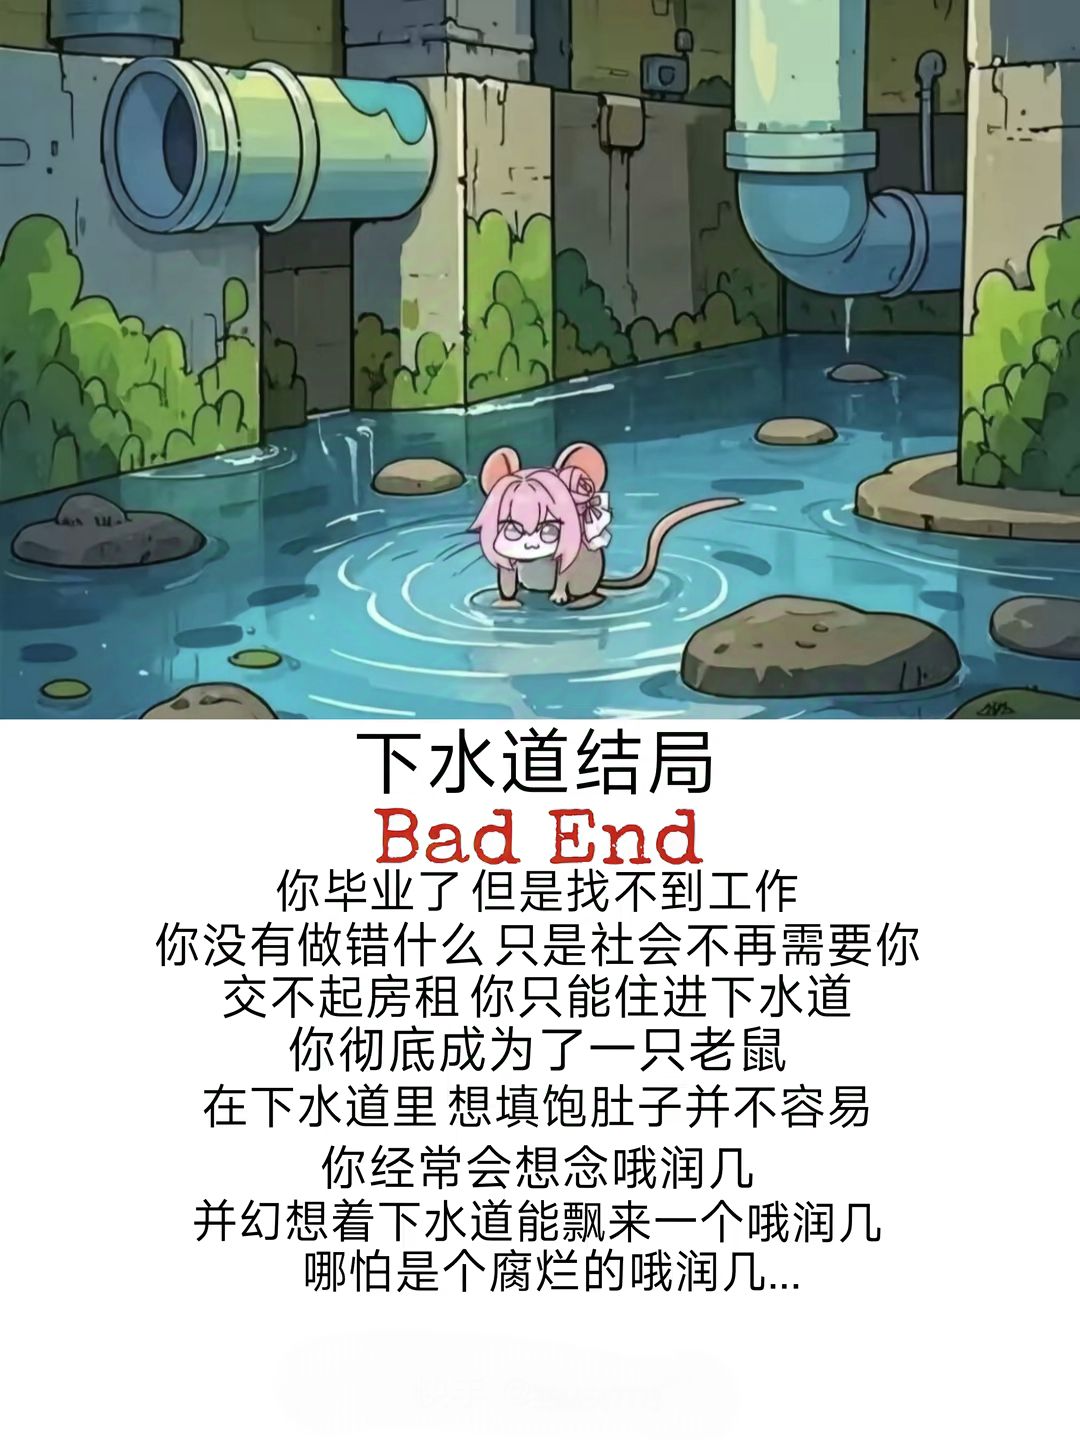 下水道结局
Bad End
你毕业了 但是找不到工作
你没有做错什么 只是社会不再需要你
交不起房租 你只能住进下水道
你彻底成为了一只老鼠
在下水道里 想填饱肚子并不容易
你经常会想念哦润几
并幻想着下水道能飘来一个哦润几
哪怕是个腐烂的哦润几...